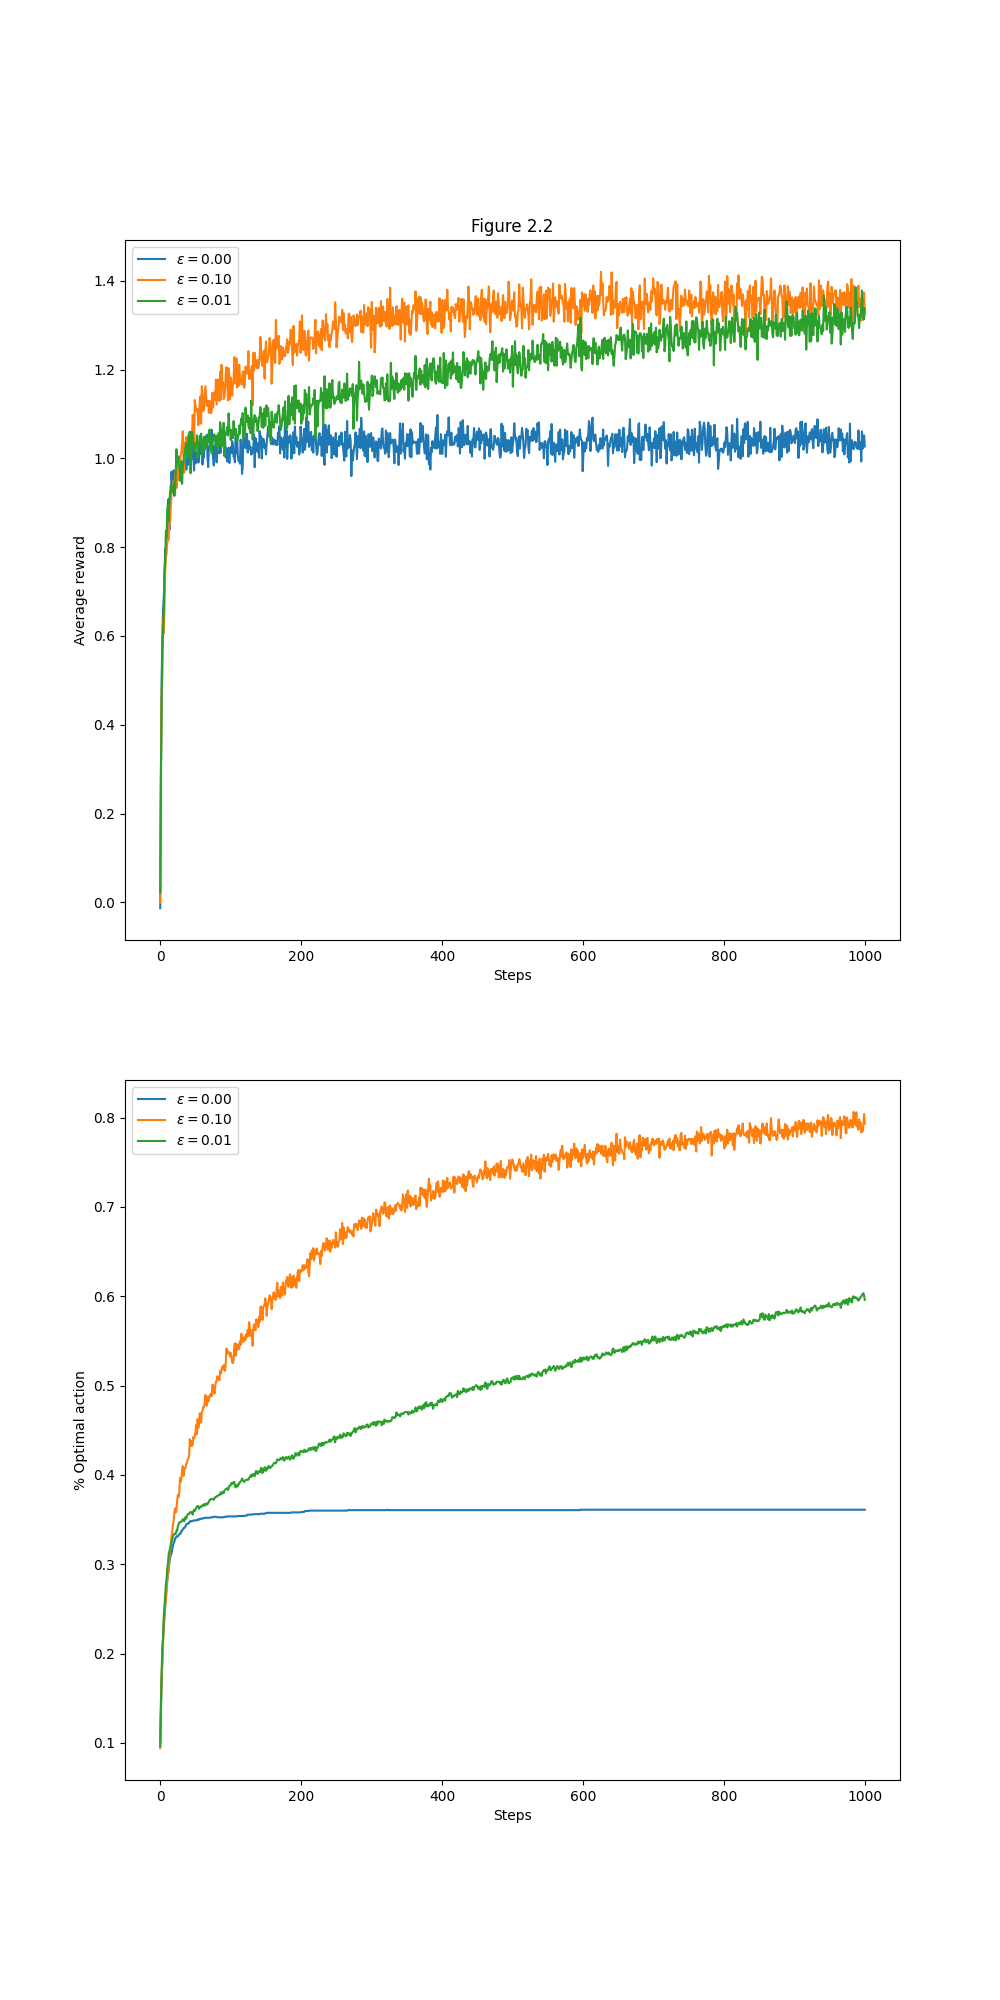 Figure 2.2
ε = 0.00
ε = 0.10
ε = 0.01
1.4
1.2
1.0
0.8
0.6
0.4
0.2
0.0
Average reward
0 200 400 600 800 1000
Steps
ε = 0.00
ε = 0.10
ε = 0.01
0.8
0.7
0.6
0.5
0.4
0.3
0.2
0.1
% Optimal action
0 200 400 600 800 1000
Steps